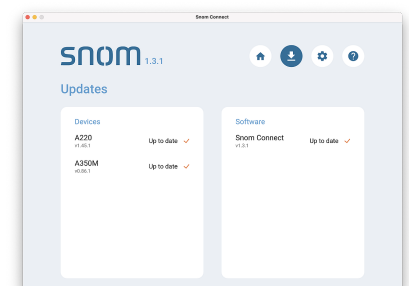 Snom Connect
snom 1.3.1
?
Updates
Devices
A220
v1.45.1
Up to date
A350M
v0.86.1
Up to date
Software
Snom Connect
v1.3.1
Up to date